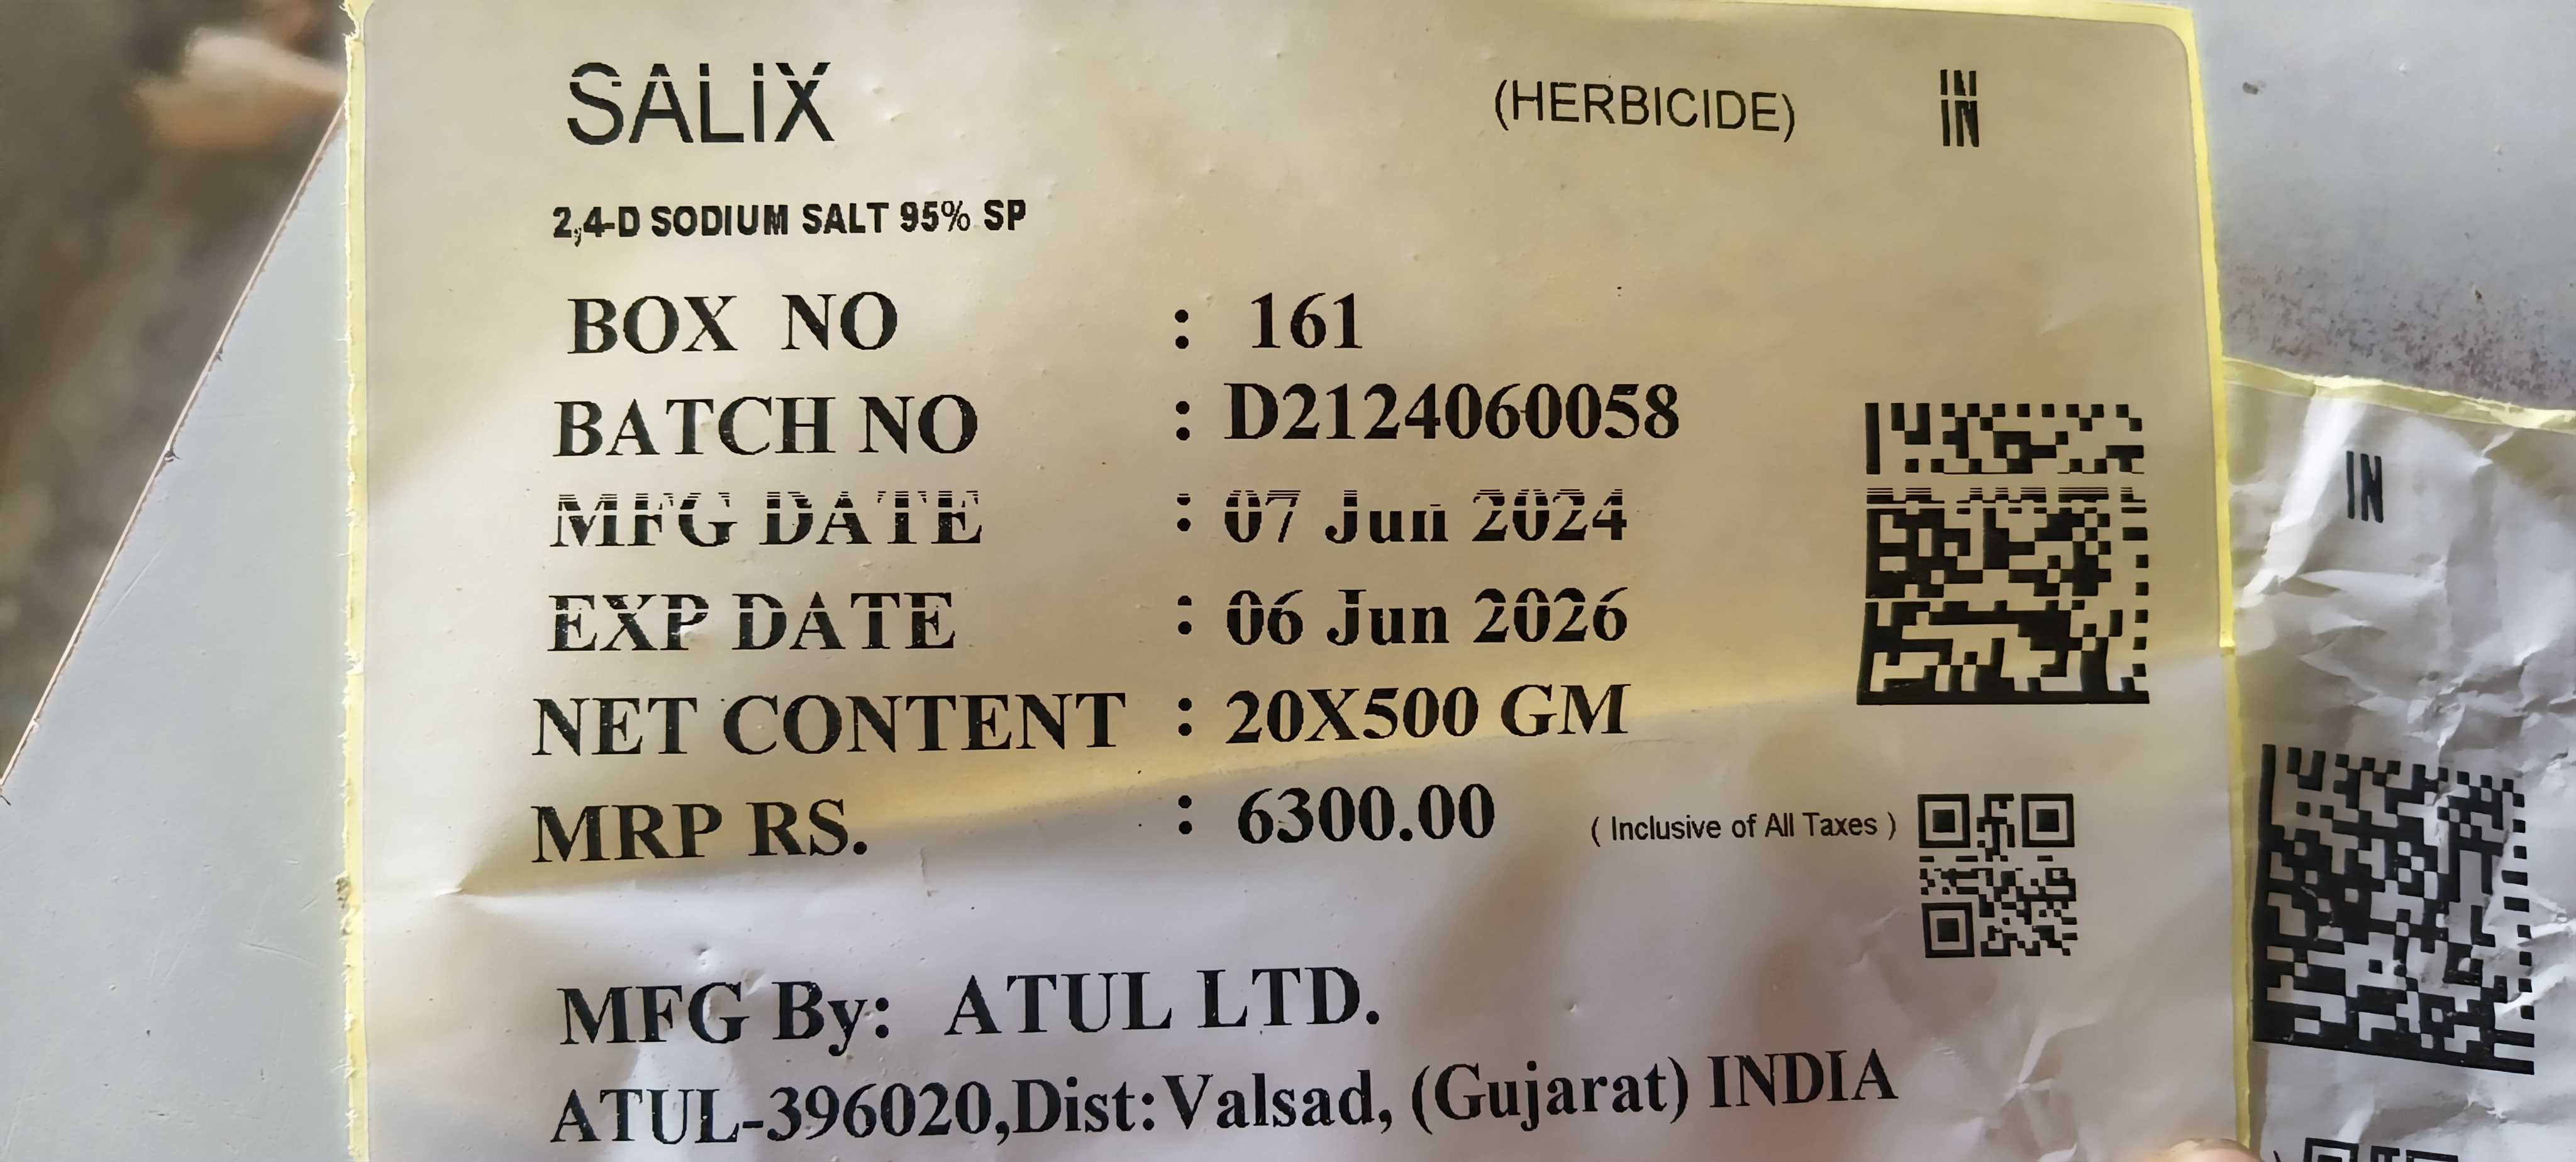 SALiX (HERBICIDE) IN
2,4-D SODIUM SALT 95% SP
BOX NO : 161
BATCH NO : D2124060058
MFG DATE : 07 Jun 2024
EXP DATE : 06 Jun 2026
NET CONTENT : 20X500 GM
MRP RS. : 6300.00 ( Inclusive of All Taxes )
MFG By: ATUL LTD.
ATUL-396020,Dist:Valsad, (Gujarat) INDIA
IN